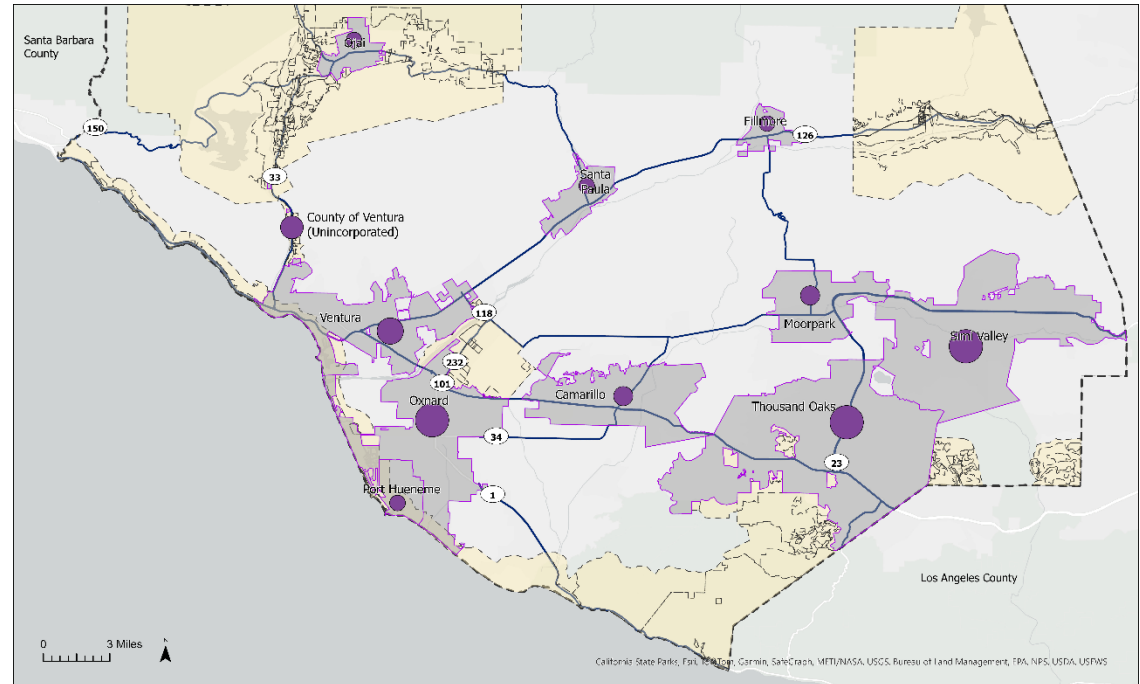 Santa Barbara
County
Ojai
150
Fillmore
126
33
Santa
Paula
County of Ventura
(Unincorporated)
118
Ventura
Moorpark
Simi Valley
232
101
Camarillo
Oxnard
Thousand Oaks
34
23
Port Hueneme
1
Los Angeles County
0 3 Miles
N
California State Parks, Esri, TomTom, Garmin, SafeGraph, METI/NASA, USGS, Bureau of Land Management, EPA, NPS, USDA, USFWS